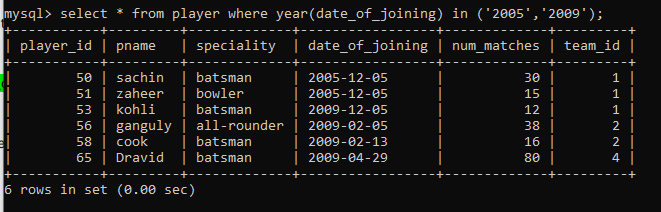 mysql> select * from player where year(date_of_joining) in ('2005','2009');
+-----------+---------+-------------+-----------------+-------------+---------+
| player_id | pname   | speciality  | date_of_joining | num_matches | team_id |
+-----------+---------+-------------+-----------------+-------------+---------+
|        50 | sachin  | batsman     | 2005-12-05      |          30 |       1 |
|        51 | zaheer  | bowler      | 2005-12-05      |          15 |       1 |
|        53 | kohli   | batsman     | 2009-12-05      |          12 |       1 |
|        56 | ganguly | all-rounder | 2009-02-05      |          38 |       2 |
|        58 | cook    | batsman     | 2009-02-13      |          16 |       2 |
|        65 | Dravid  | batsman     | 2009-04-29      |          80 |       4 |
+-----------+---------+-------------+-----------------+-------------+---------+
6 rows in set (0.00 sec)